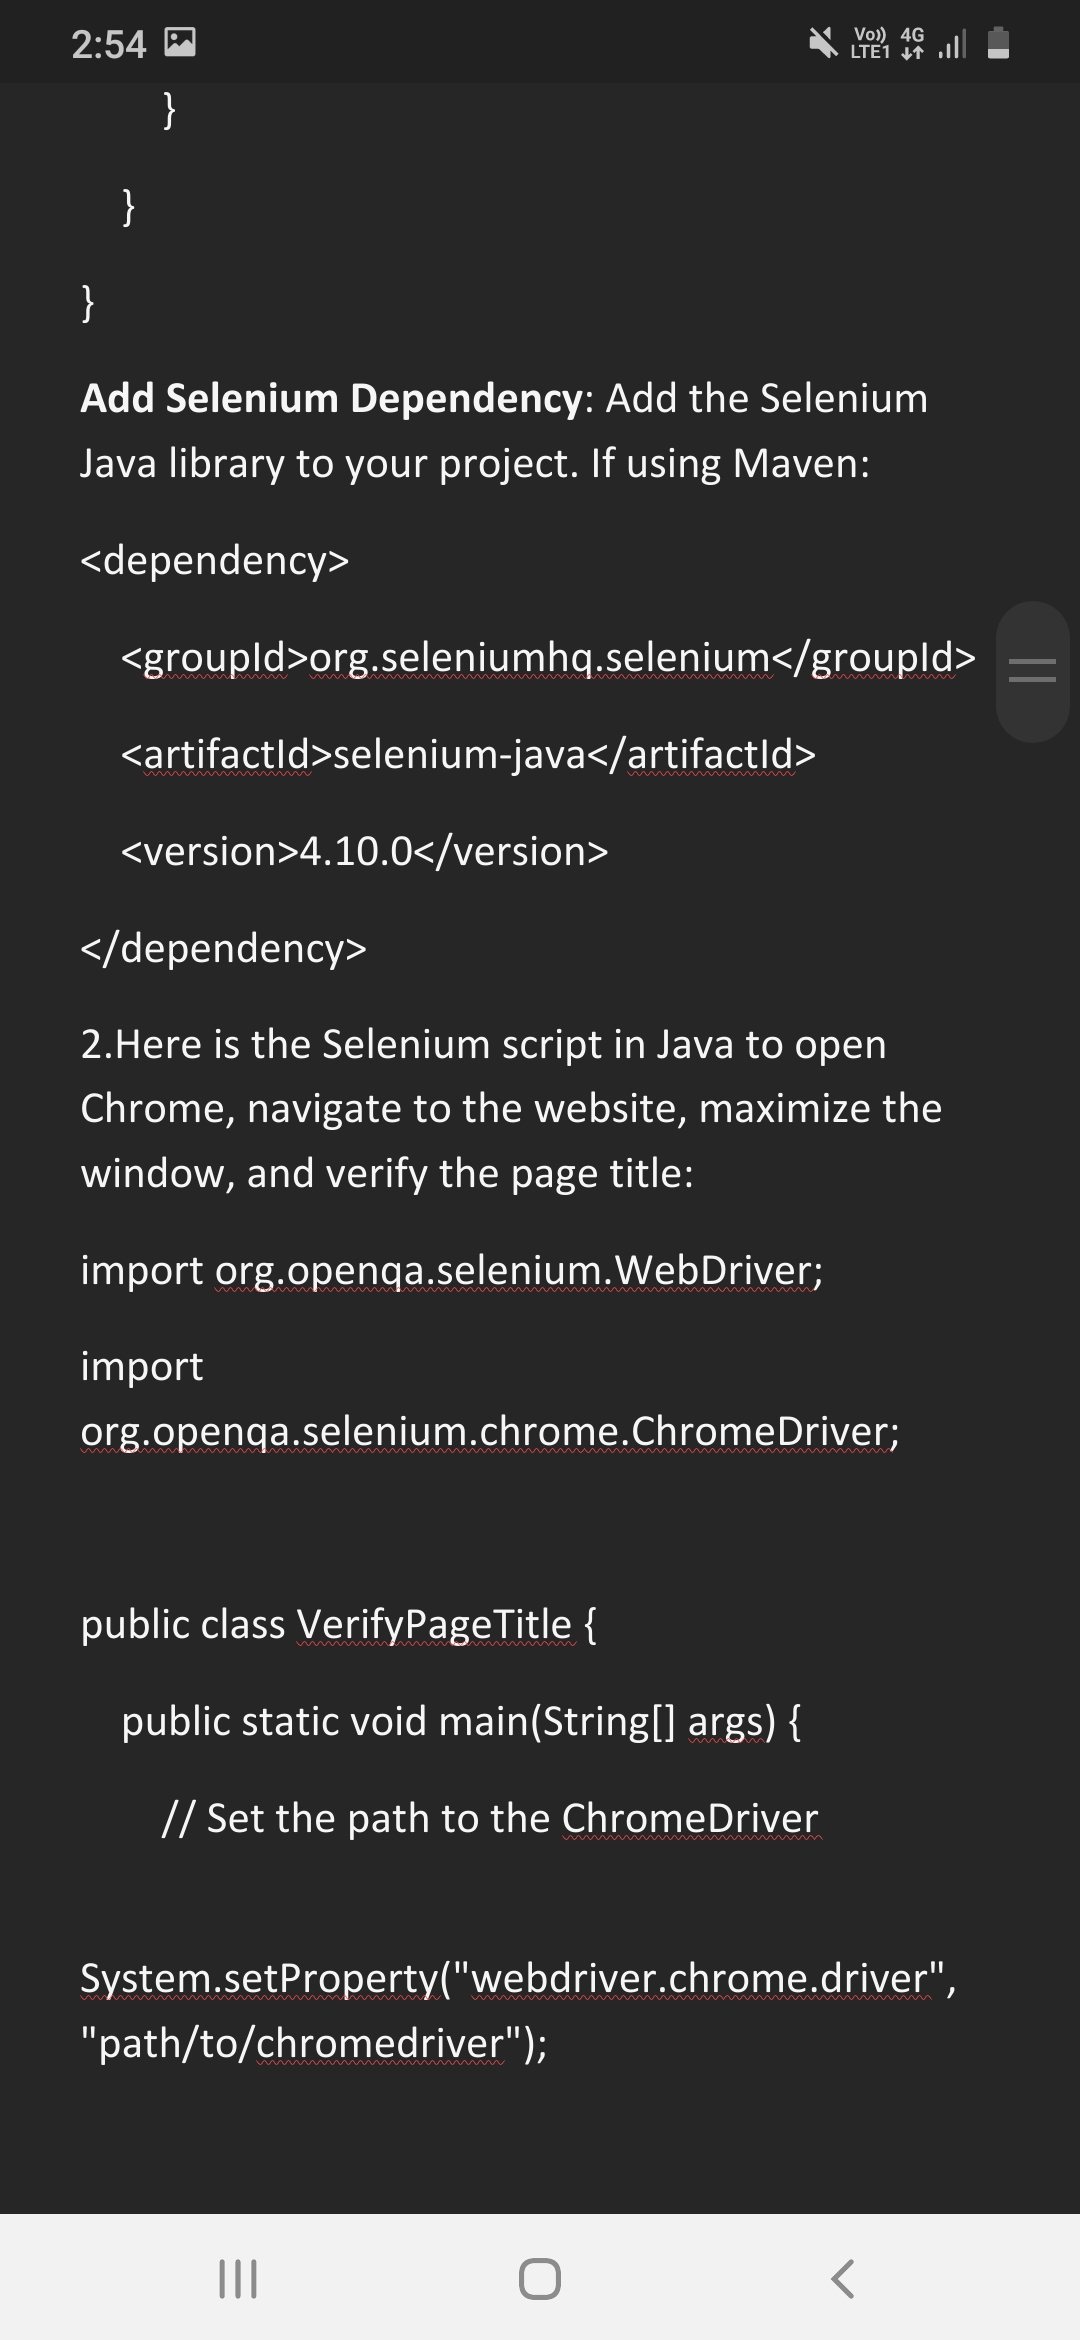 2:54
Vo)) 4G
LTE1
}
}
}
Add Selenium Dependency: Add the Selenium
Java library to your project. If using Maven:
<dependency>
<groupId>org.seleniumhq.selenium</groupId>
<artifactId>selenium-java</artifactId>
<version>4.10.0</version>
</dependency>
2.Here is the Selenium script in Java to open
Chrome, navigate to the website, maximize the
window, and verify the page title:
import org.openqa.selenium.WebDriver;
import
org.openqa.selenium.chrome.ChromeDriver;
public class VerifyPageTitle {
public static void main(String[] args) {
// Set the path to the ChromeDriver
System.setProperty("webdriver.chrome.driver",
"path/to/chromedriver");